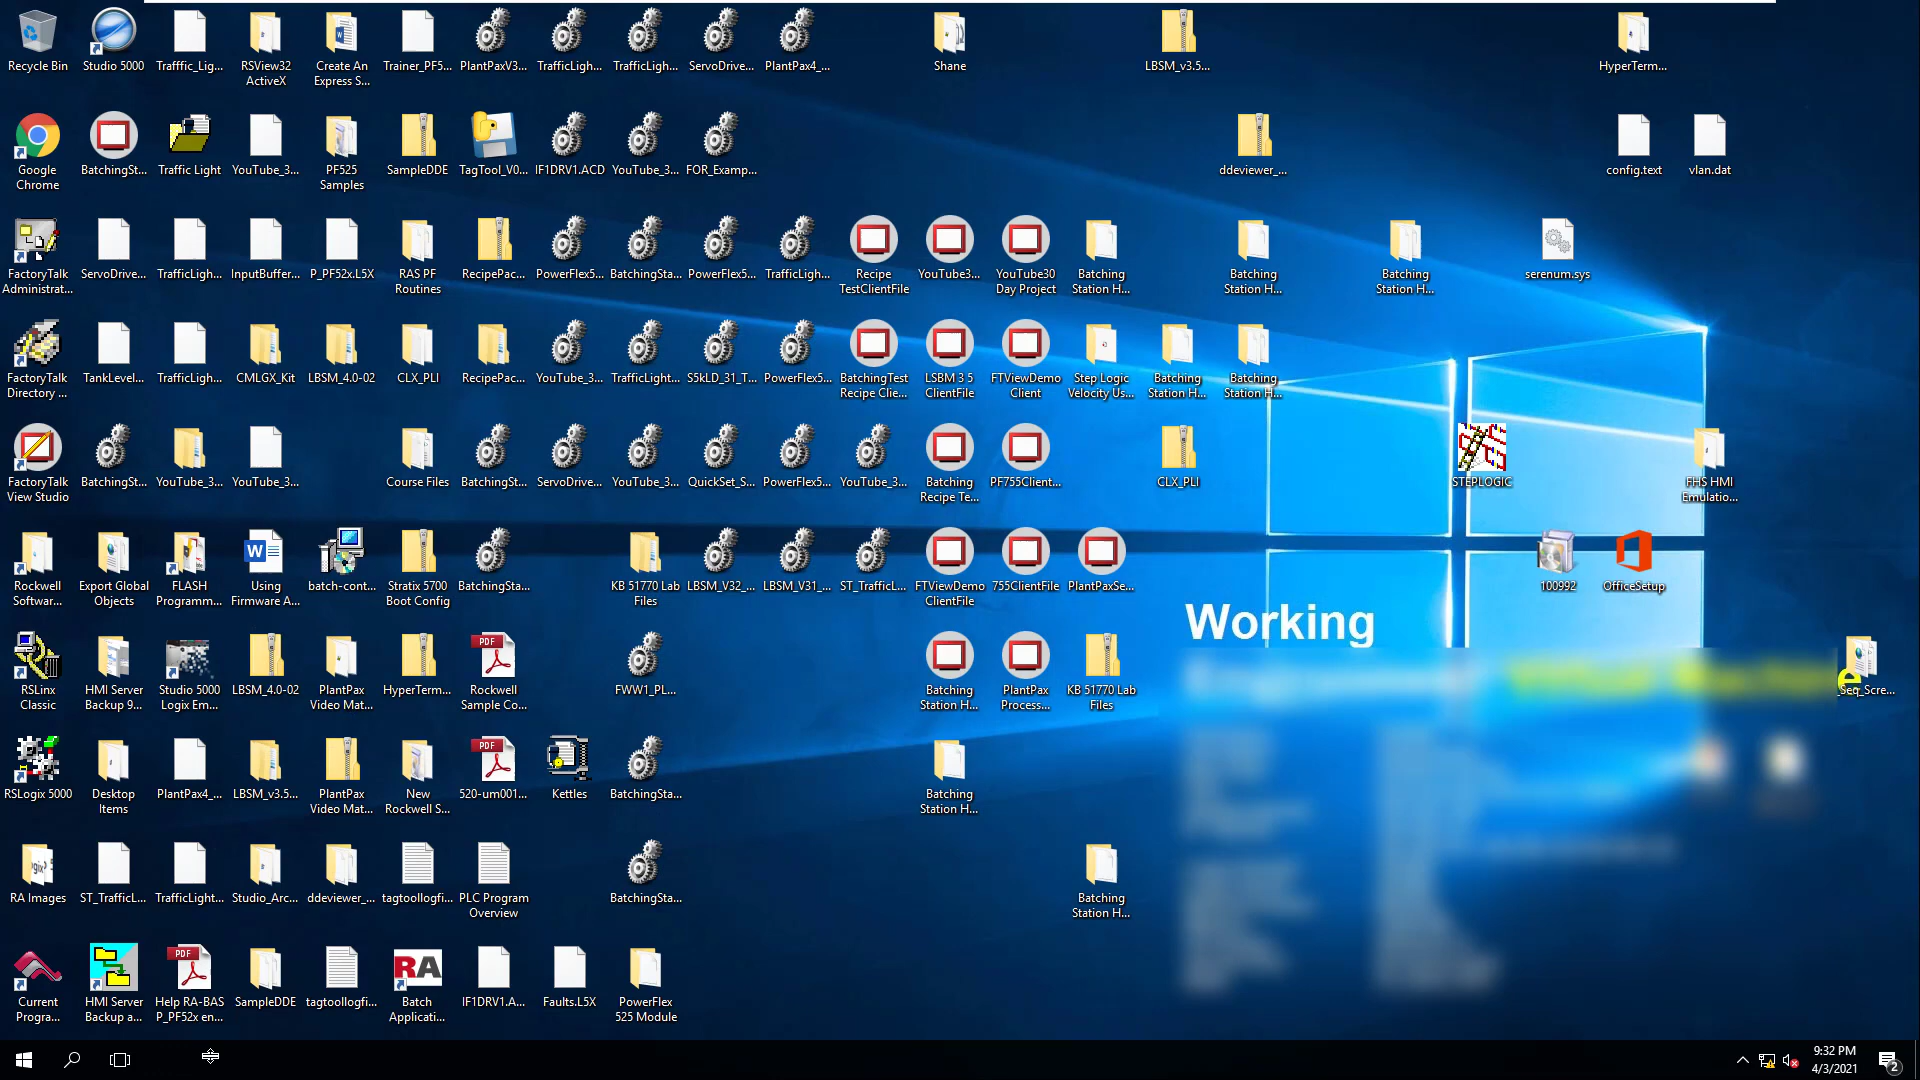 Recycle Bin
Studio 5000
Trafffic_Lig...
RSView32
ActiveX
Create An
Express S...
Trainer_PF5...
PlantPaxV3...
TrafficLigh...
TrafficLigh...
ServoDrive...
PlantPax4_...
Shane
LBSM_v3.5...
HyperTerm...
Google
Chrome
BatchingSt...
Traffic Light
YouTube_3...
PF525
Samples
SampleDDE
TagTool_V0...
IF1DRV1.ACD
YouTube_3...
FOR_Examp...
ddeviewer_...
config.text
vlan.dat
FactoryTalk
Administrat...
ServoDrive...
TrafficLigh...
InputBuffer...
P_PF52x.L5X
RAS PF
Routines
RecipePac...
PowerFlex5...
BatchingSta...
PowerFlex5...
TrafficLigh...
Recipe
TestClientFile
YouTube3...
YouTube30
Day Project
Batching
Station H...
Batching
Station H...
Batching
Station H...
serenum.sys
FactoryTalk
Directory ...
TankLevel...
TrafficLigh...
CMLGX_Kit
LBSM_4.0-02
CLX_PLI
RecipePac...
YouTube_3...
TrafficLight...
S5kLD_31_T...
PowerFlex5...
BatchingTest
Recipe Clie...
LSBM 3 5
ClientFile
FTViewDemo
Client
Step Logic
Velocity Us...
Batching
Station H...
Batching
Station H...
FactoryTalk
View Studio
BatchingSt...
YouTube_3...
YouTube_3...
Course Files
BatchingSt...
ServoDrive...
YouTube_3...
QuickSet_S...
PowerFlex5...
YouTube_3...
Batching
Recipe Te...
PF755Client...
CLX_PLI
STEPLOGIC
FHS HMI
Emulatio...
Rockwell
Softwar...
Export Global
Objects
FLASH
Programm...
Using
Firmware A...
batch-cont...
Stratix 5700
Boot Config
BatchingSta...
KB 51770 Lab
Files
LBSM_V32_...
LBSM_V31_...
ST_TrafficL...
FTViewDemo
ClientFile
755ClientFile
PlantPaxSe...
100992
OfficeSetup
Working
RSLinx
Classic
HMI Server
Backup 9...
Studio 5000
Logix Em...
LBSM_4.0-02
PlantPax
Video Mat...
HyperTerm...
PDF
Rockwell
Sample Co...
FWW1_PL...
Batching
Station H...
PlantPax
Process...
KB 51770 Lab
Files
e
_Seq_Scre...
RSLogix 5000
Desktop
Items
PlantPax4_...
LBSM_v3.5...
PlantPax
Video Mat...
New
Rockwell S...
PDF
520-um001...
Kettles
BatchingSta...
Batching
Station H...
RA Images
ST_TrafficL...
TrafficLight...
Studio_Arc...
ddeviewer_...
tagtoollogfi...
PLC Program
Overview
BatchingSta...
Batching
Station H...
Current
Progra...
HMI Server
Backup a...
PDF
Help RA-BAS
P_PF52x en...
SampleDDE
tagtoollogfi...
RA
Batch
Applicati...
IF1DRV1.A...
Faults.L5X
PowerFlex
525 Module
9:32 PM
4/3/2021
2